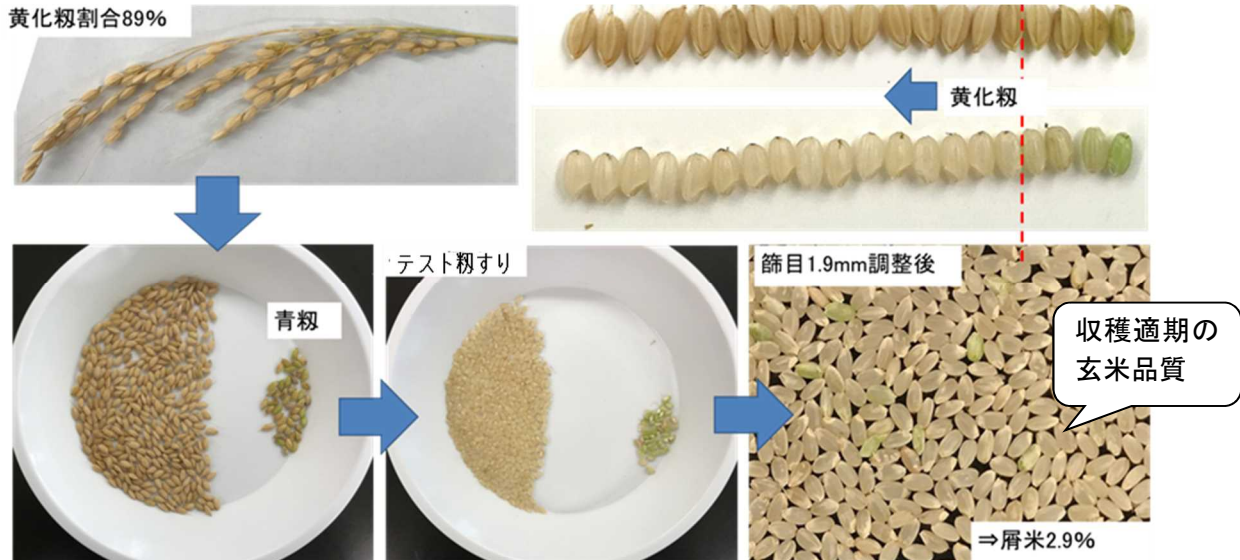 黄化籾割合89%
黄化籾
青籾
テスト籾すり
篩目1.9mm調整後
収穫適期の
玄米品質
⇒屑米2.9%